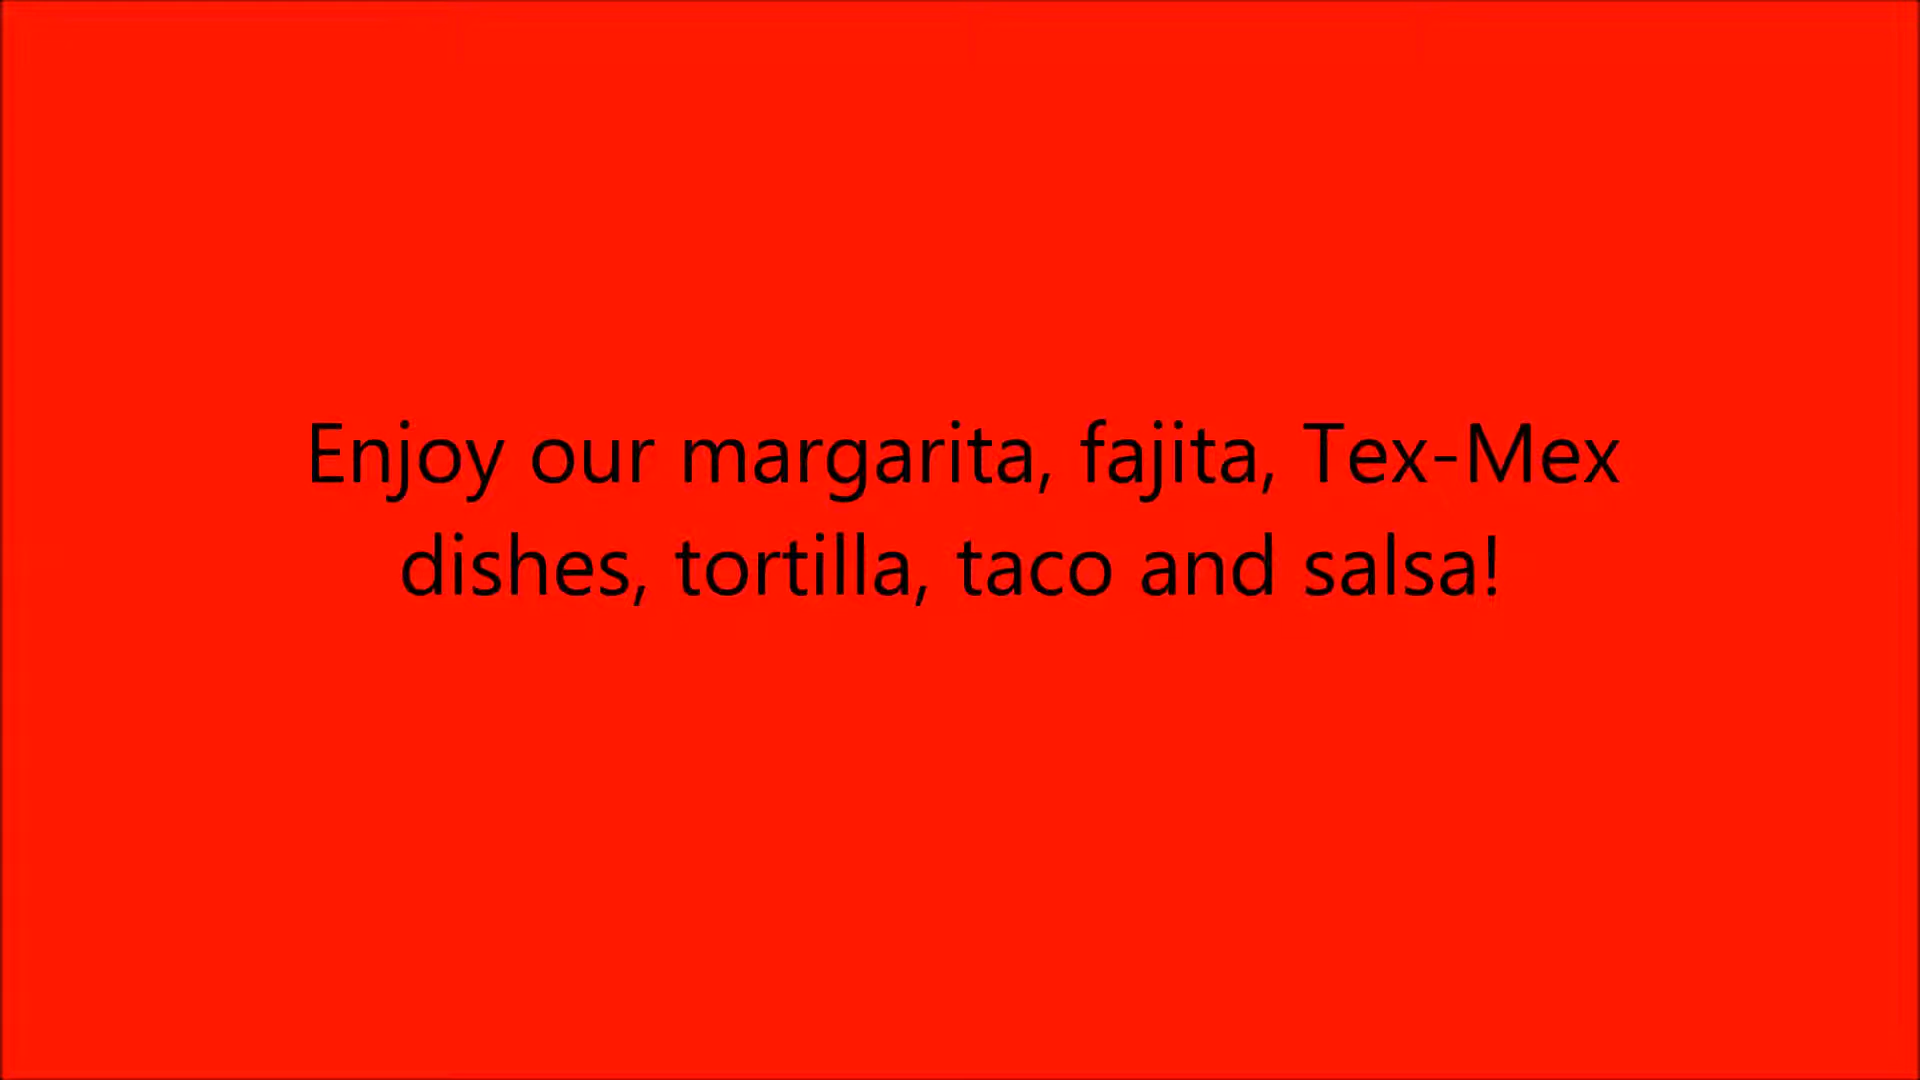 Enjoy our margarita, fajita, Tex-Mex
dishes, tortilla, taco and salsa!